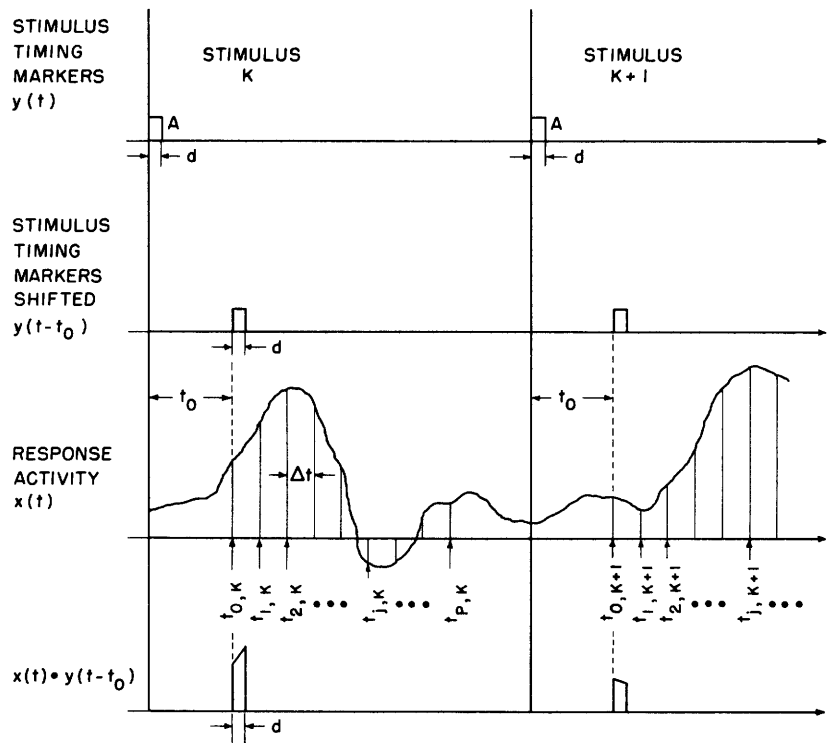 STIMULUS
TIMING
MARKERS
y(t)
STIMULUS
K
STIMULUS
K+1
A
d
A
d
STIMULUS
TIMING
MARKERS
SHIFTED
y(t-t₀)
d
t₀
t₀
RESPONSE
ACTIVITY
x(t)
Δt
t₀,K
t₁,K
t₂,K
••••
tⱼ,K
••••
tₚ,K
t₀,K+1
t₁,K+1
t₂,K+1
••••
tⱼ,K+1
••••
x(t)•y(t-t₀)
d